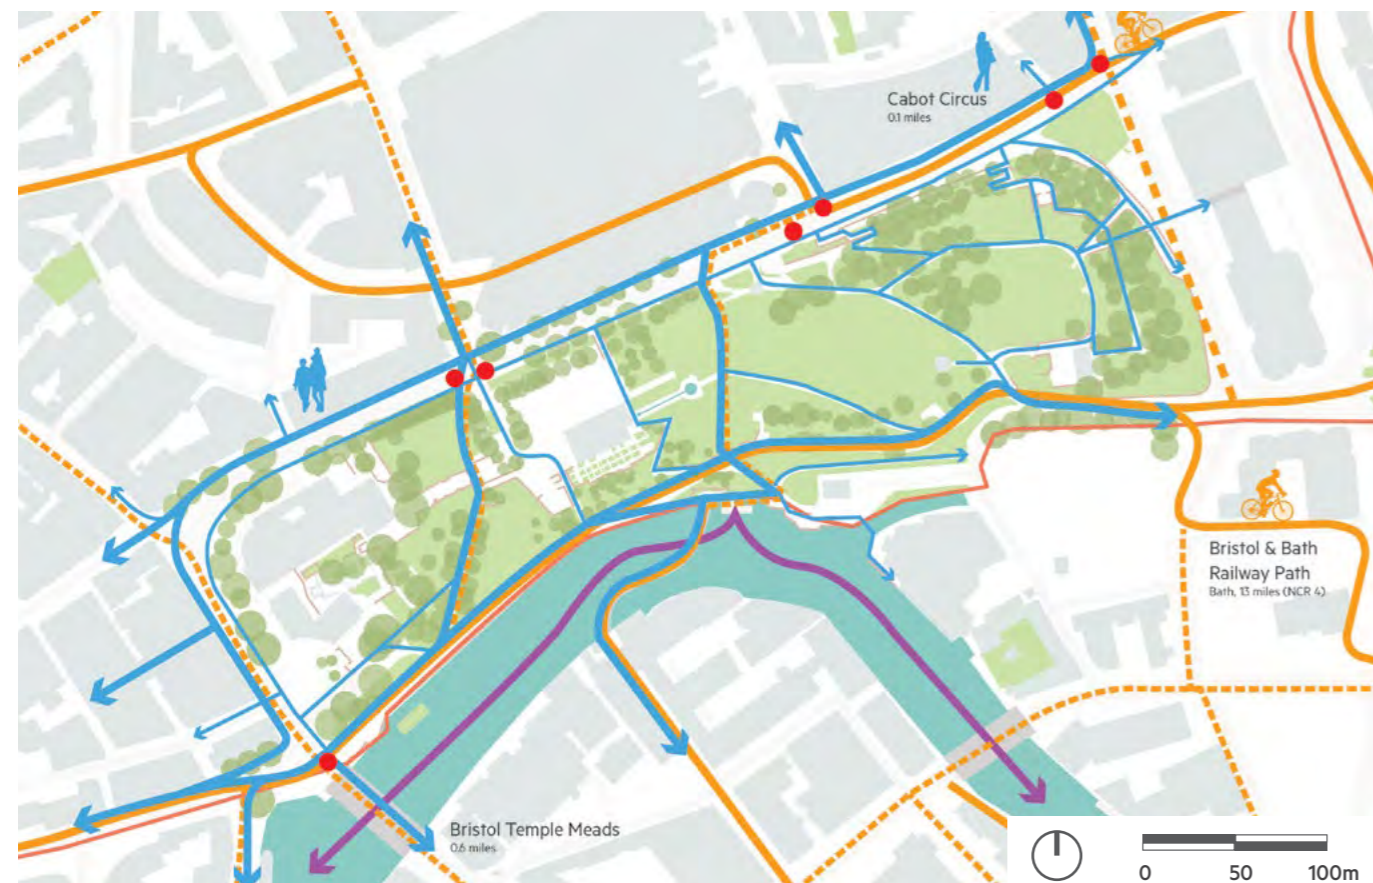 Cabot Circus
0.1 miles
Bristol & Bath
Railway Path
Bath, 13 miles (NCR 4)
Bristol Temple Meads
0.6 miles
0 50 100m